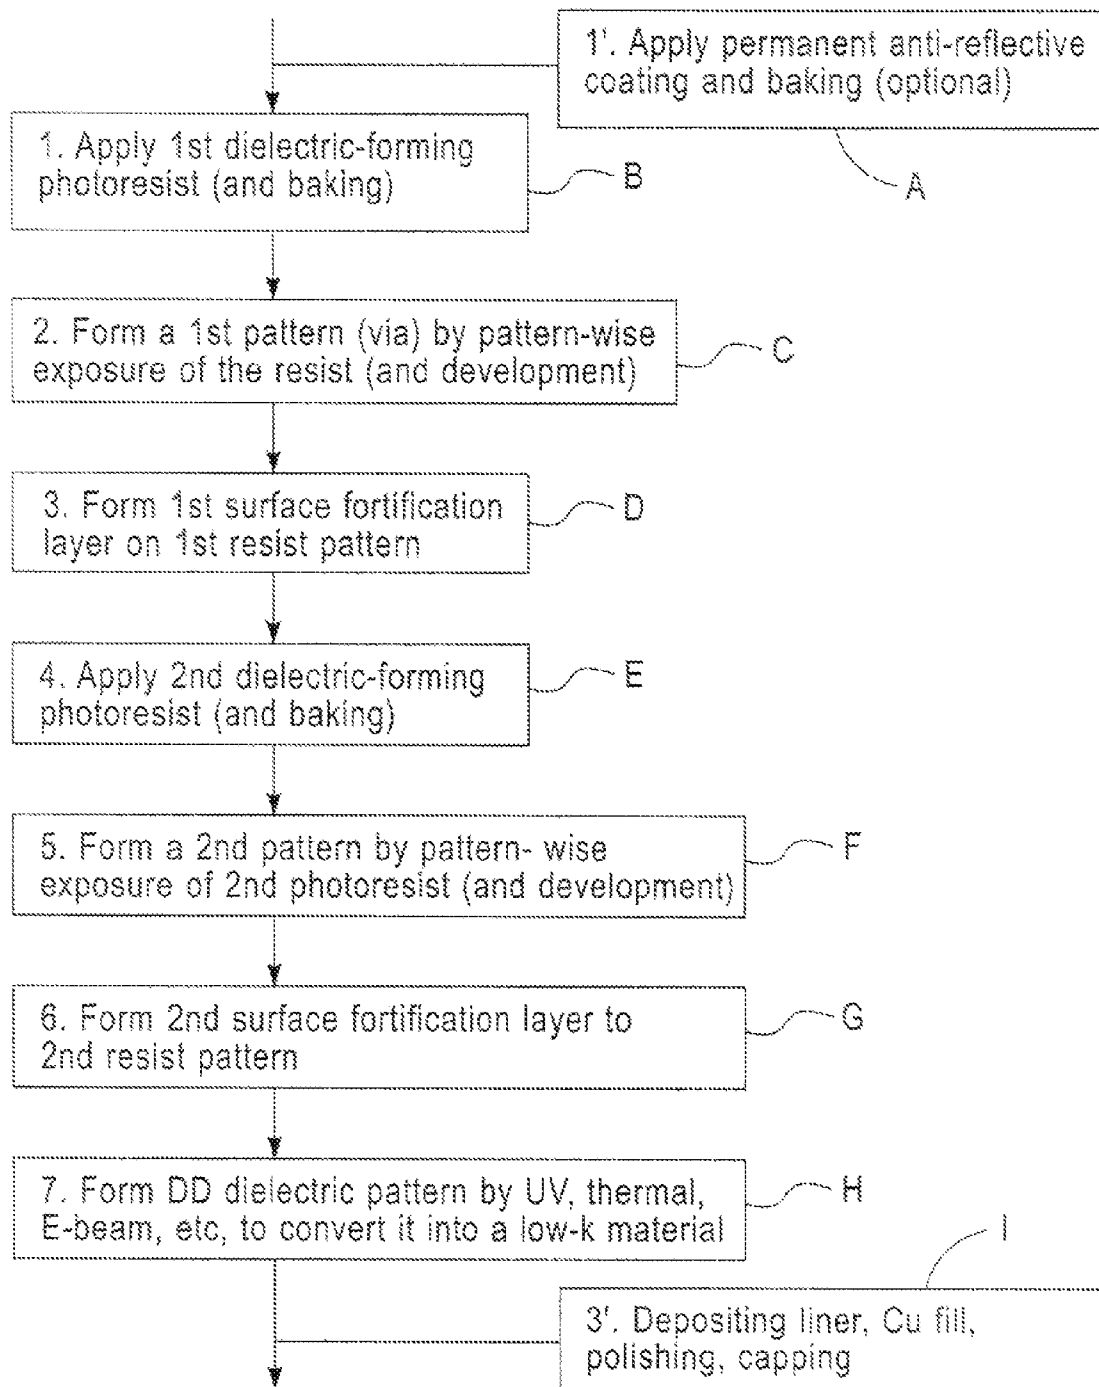 1'. Apply permanent anti-reflective
coating and baking (optional)
A
1. Apply 1st dielectric-forming
photoresist (and baking)
B
2. Form a 1st pattern (via) by pattern-wise
exposure of the resist (and development)
C
3. Form 1st surface fortification
layer on 1st resist pattern
D
4. Apply 2nd dielectric-forming
photoresist (and baking)
E
5. Form a 2nd pattern by pattern- wise
exposure of 2nd photoresist (and development)
F
6. Form 2nd surface fortification layer to
2nd resist pattern
G
7. Form DD dielectric pattern by UV, thermal,
E-beam, etc, to convert it into a low-k material
H
I
3'. Depositing liner, Cu fill,
polishing, capping